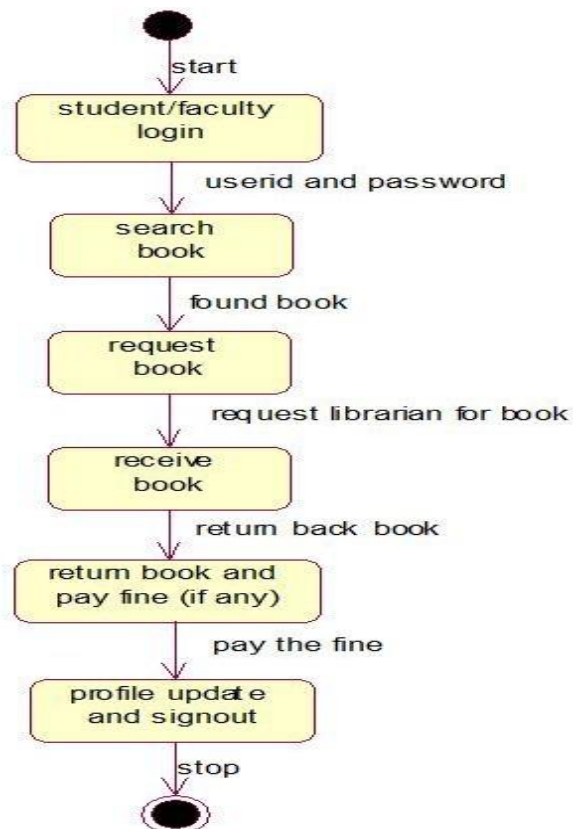 start
student/faculty
login
userid and password
search
book
found book
request
book
request librarian for book
receive
book
return back book
return book and
pay fine (if any)
pay the fine
profile update
and signout
stop